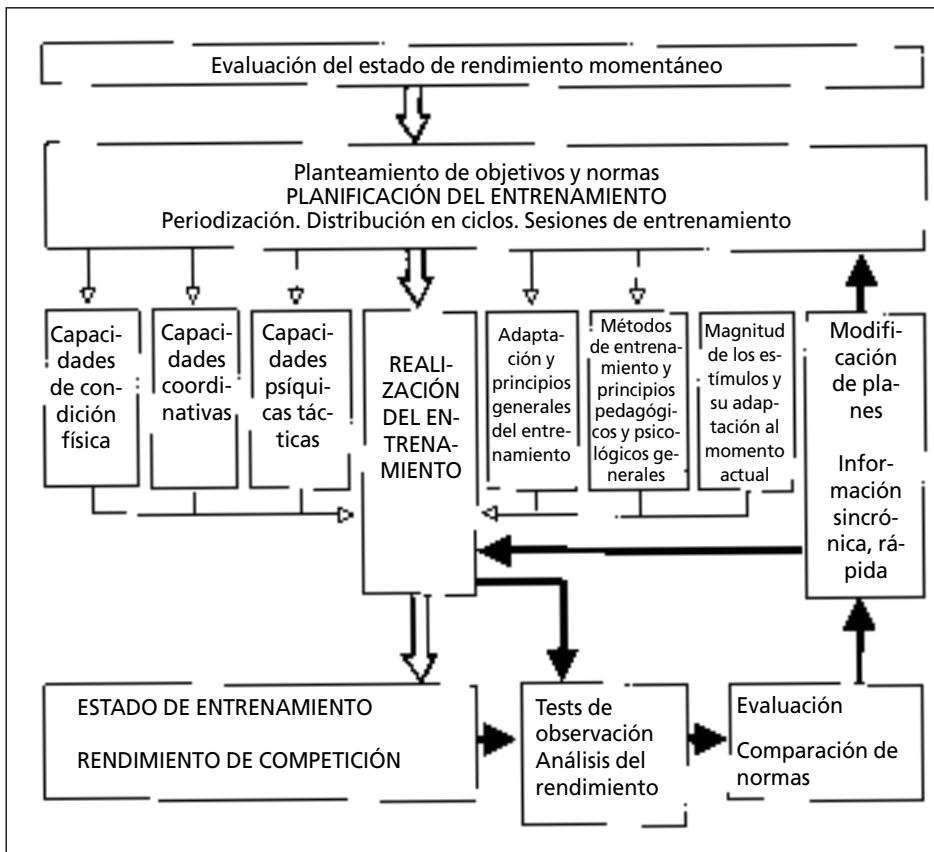 Evaluación del estado de rendimiento momentáneo
Planteamiento de objetivos y normas
PLANIFICACIÓN DEL ENTRENAMIENTO
Periodización. Distribución en ciclos. Sesiones de entrenamiento
Capaci-
dades
de con-
dición
física
Capaci-
dades
coordi-
nativas
Capaci-
dades
psíqui-
cas tác-
ticas
REALI-
ZACIÓN
DEL EN-
TRENA-
MIENTO
Adap-
tación y
principios
generales
del entre-
namiento
Métodos
de entrena-
miento y
principios
pedagógi-
cos y psico-
lógicos ge-
nerales
Magnitud
de los es-
tímulos y
su adap-
tación al
momento
actual
Modifi-
cación
de pla-
nes
Infor-
mación
sincró-
nica, rá-
pida
ESTADO DE ENTRENAMIENTO
RENDIMIENTO DE COMPETICIÓN
Tests de
observación
Análisis del
rendimiento
Evaluación
Comparación de
normas